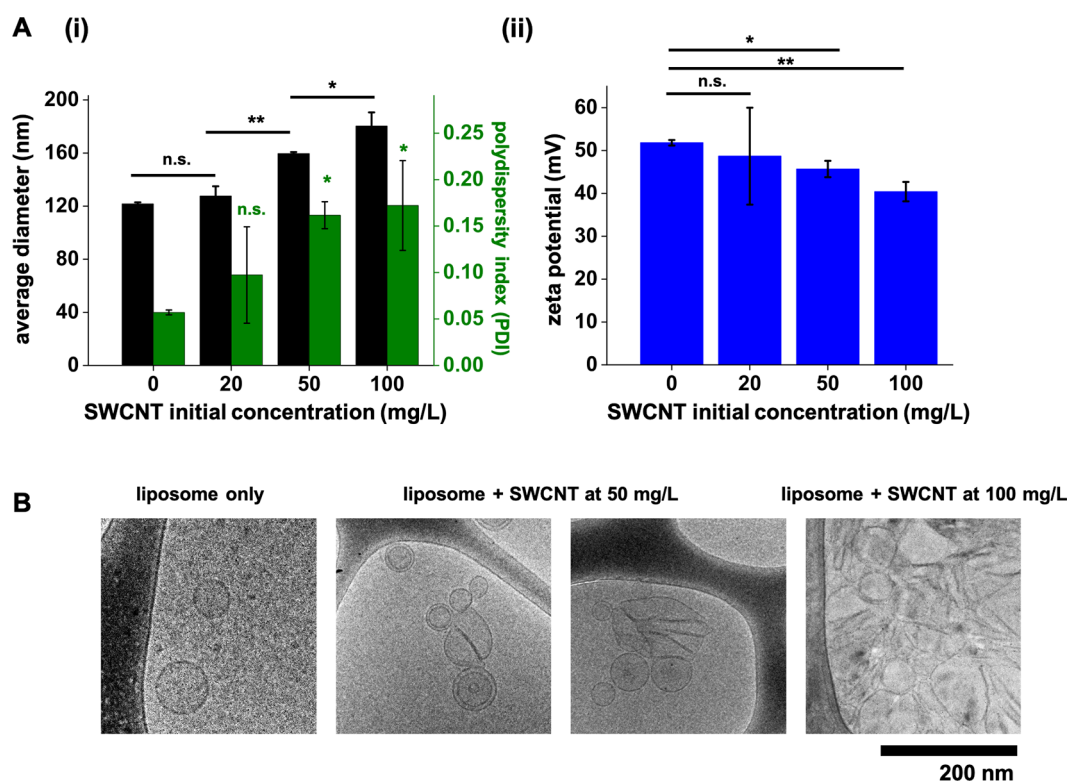 A (i)
n.s.
**
*
n.s.
*
*
average diameter (nm)
200
160
120
80
40
0
polydispersity index (PDI)
0.25
0.20
0.15
0.10
0.05
0.00
0 20 50 100
SWCNT initial concentration (mg/L)
(ii)
*
**
n.s.
zeta potential (mV)
60
50
40
30
20
10
0
0 20 50 100
SWCNT initial concentration (mg/L)
B
liposome only
liposome + SWCNT at 50 mg/L
liposome + SWCNT at 100 mg/L
200 nm